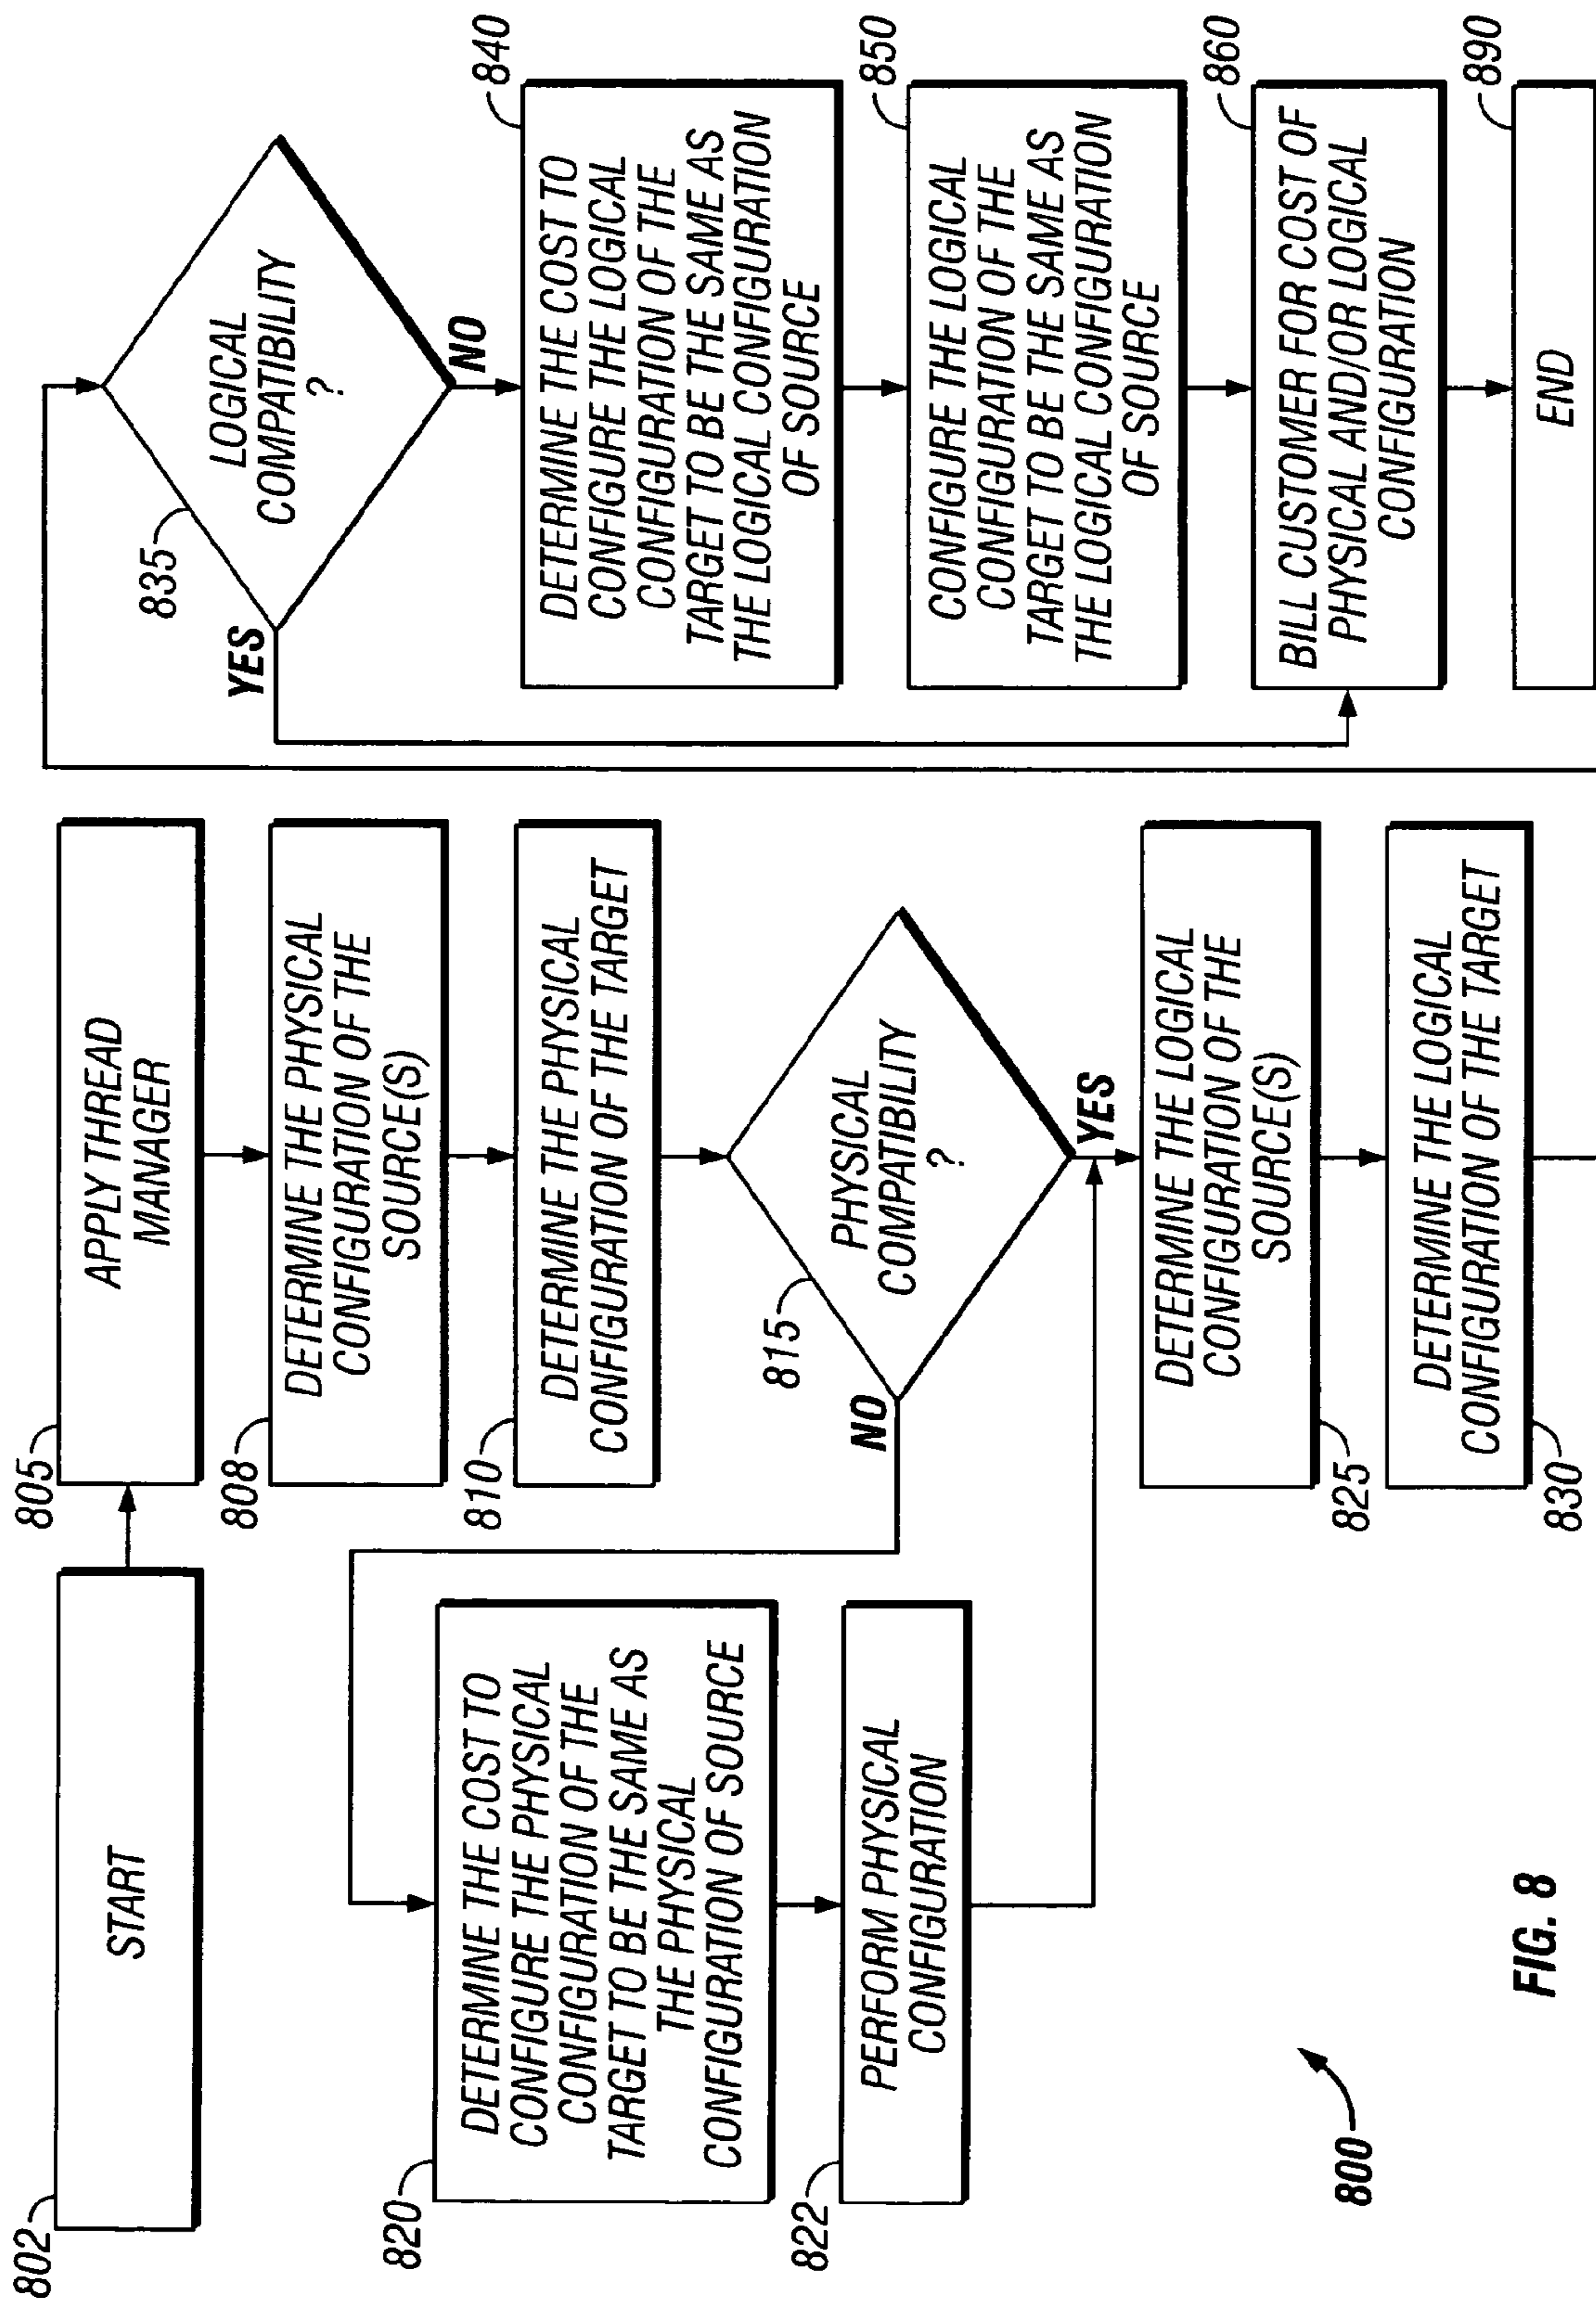 802
START
805
APPLY THREAD
MANAGER
808
DETERMINE THE PHYSICAL
CONFIGURATION OF THE
SOURCE(S)
810
DETERMINE THE PHYSICAL
CONFIGURATION OF THE TARGET
815
PHYSICAL
COMPATIBILITY
?
NO
YES
820
DETERMINE THE COST TO
CONFIGURE THE PHYSICAL
CONFIGURATION OF THE
TARGET TO BE THE SAME AS
THE PHYSICAL
CONFIGURATION OF SOURCE
822
PERFORM PHYSICAL
CONFIGURATION
DETERMINE THE LOGICAL
CONFIGURATION OF THE
SOURCE(S)
825
DETERMINE THE LOGICAL
CONFIGURATION OF THE TARGET
830
835
LOGICAL
COMPATIBILITY
?
YES
NO
840
DETERMINE THE COST TO
CONFIGURE THE LOGICAL
CONFIGURATION OF THE
TARGET TO BE THE SAME AS
THE LOGICAL CONFIGURATION
OF SOURCE
850
CONFIGURE THE LOGICAL
CONFIGURATION OF THE
TARGET TO BE THE SAME AS
THE LOGICAL CONFIGURATION
OF SOURCE
860
BILL CUSTOMER FOR COST OF
PHYSICAL AND/OR LOGICAL
CONFIGURATION
890
END
800
FIG. 8